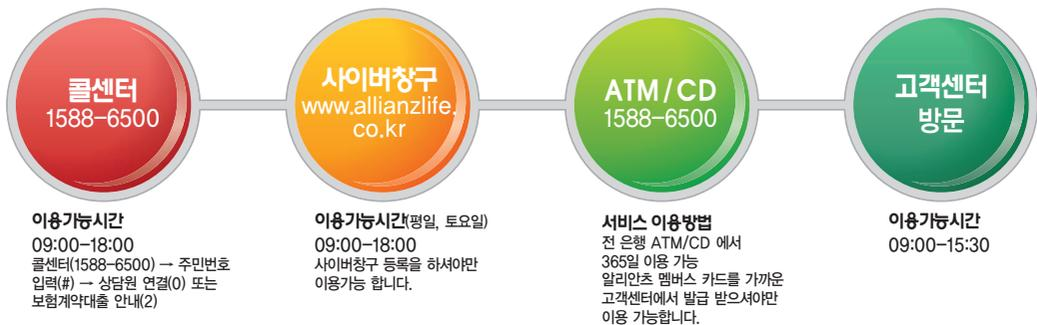 콜센터
1588-6500
사이버창구
www.allianzlife.
co.kr
ATM/CD
1588-6500
고객센터
방문
이용가능시간
09:00-18:00
콜센터(1588-6500) → 주민번호
입력(#) → 상담원 연결(0) 또는
보험계약대출 안내(2)
이용가능시간(평일, 토요일)
09:00-18:00
사이버창구 등록을 하셔야만
이용가능 합니다.
서비스 이용방법
전 은행 ATM/CD 에서
365일 이용 가능
알리안츠 멤버스 카드를 가까운
고객센터에서 발급 받으셔야만
이용 가능합니다.
이용가능시간
09:00-15:30